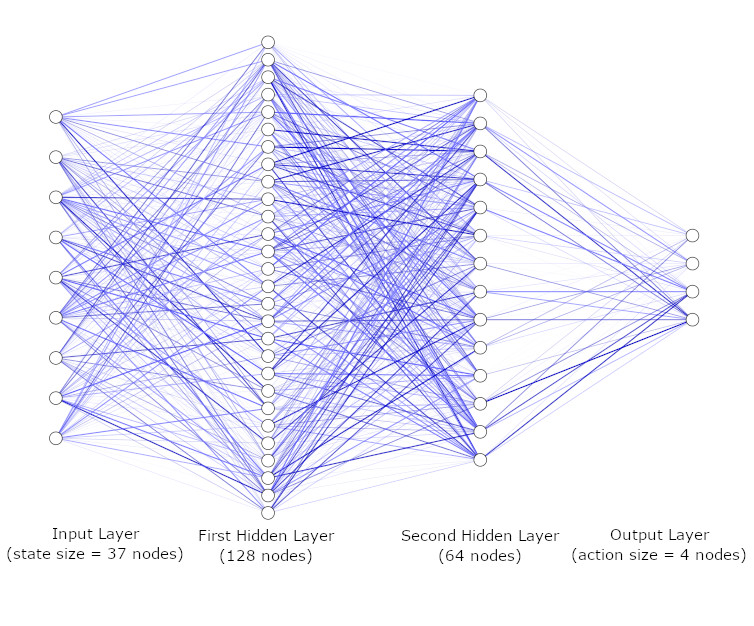 Input Layer
(state size = 37 nodes)
First Hidden Layer
(128 nodes)
Second Hidden Layer
(64 nodes)
Output Layer
(action size = 4 nodes)